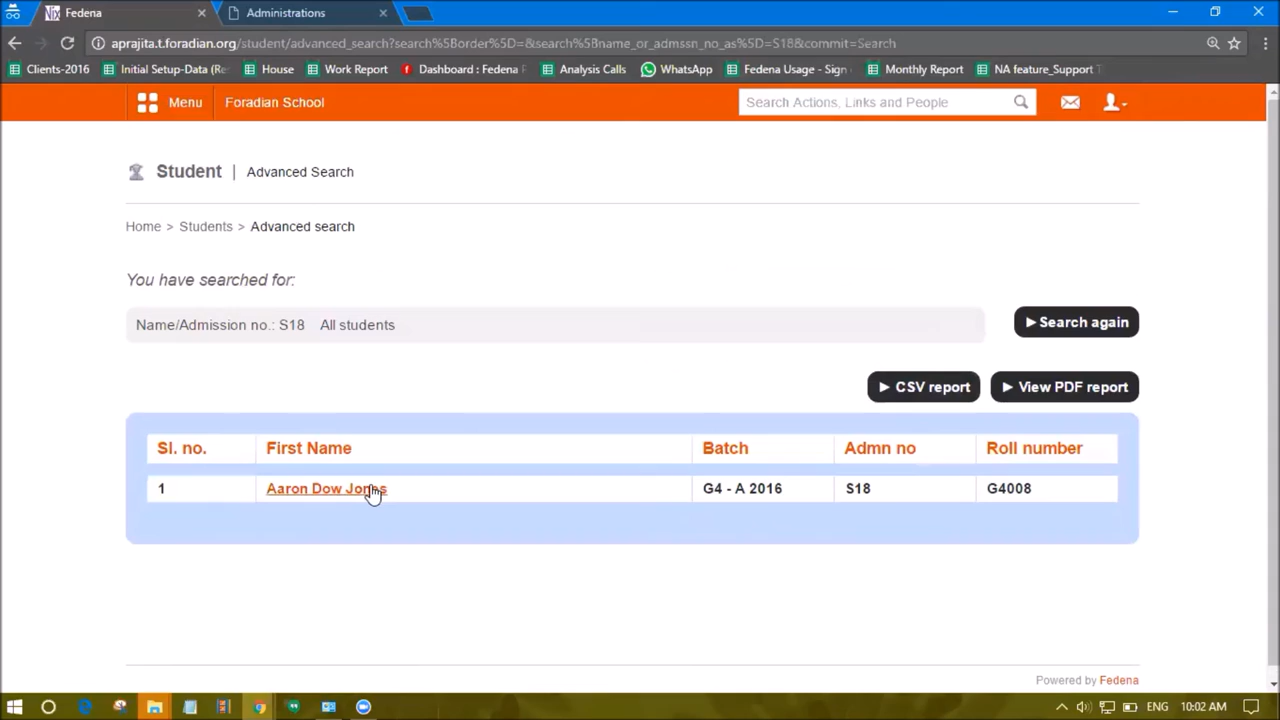 Fedena
Administrations
aprajita.t.foradian.org/student/advanced_search?search%5Border%5D=&search%5Bname_or_admssn_no_as%5D=S18&commit=Search
Clients-2016
Initial Setup-Data (Re
House
Work Report
Dashboard : Fedena F
Analysis Calls
WhatsApp
Fedena Usage - Sign
Monthly Report
NA feature_Support T
Menu
Foradian School
Search Actions, Links and People
Student | Advanced Search
Home > Students > Advanced search
You have searched for:
Name/Admission no.: S18 All students
Search again
CSV report
View PDF report
Sl. no. First Name Batch Admn no Roll number
1 Aaron Dow Jones G4 - A 2016 S18 G4008
Powered by Fedena
ENG 10:02 AM